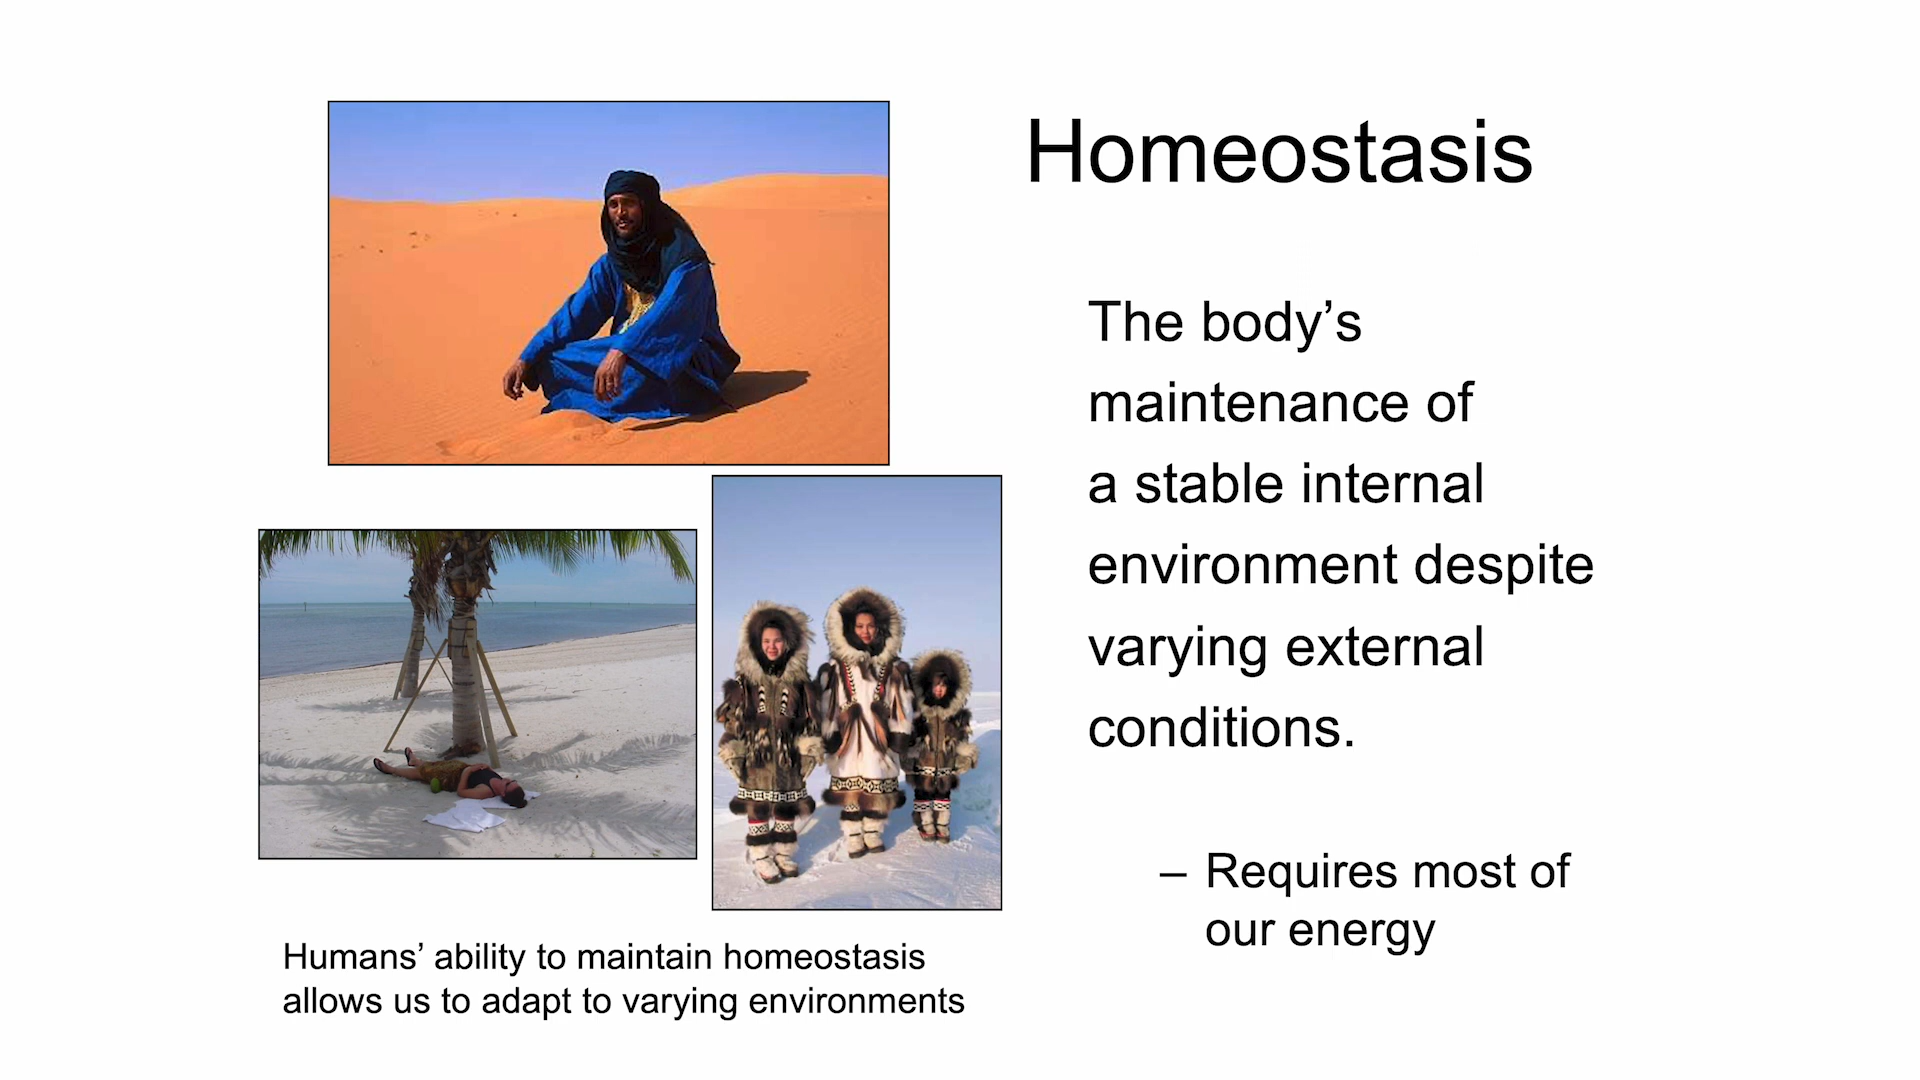 Homeostasis
The body’s
maintenance of
a stable internal
environment despite
varying external
conditions.
– Requires most of
our energy
Humans’ ability to maintain homeostasis
allows us to adapt to varying environments